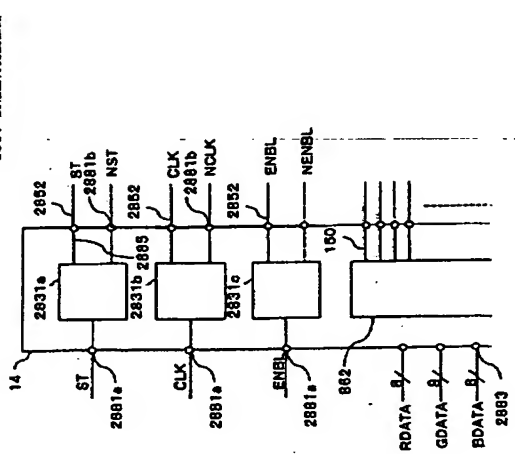 14
2831a
2831b
2831c
862
ST
2881a
CLK
2881a
ENBL
2881a
RDATA
8
GDATA
8
BDATA
8
2883
2852
ST
2881b
NST
2885
2852
CLK
2881b
NCLK
2852
ENBL
NENBL
160